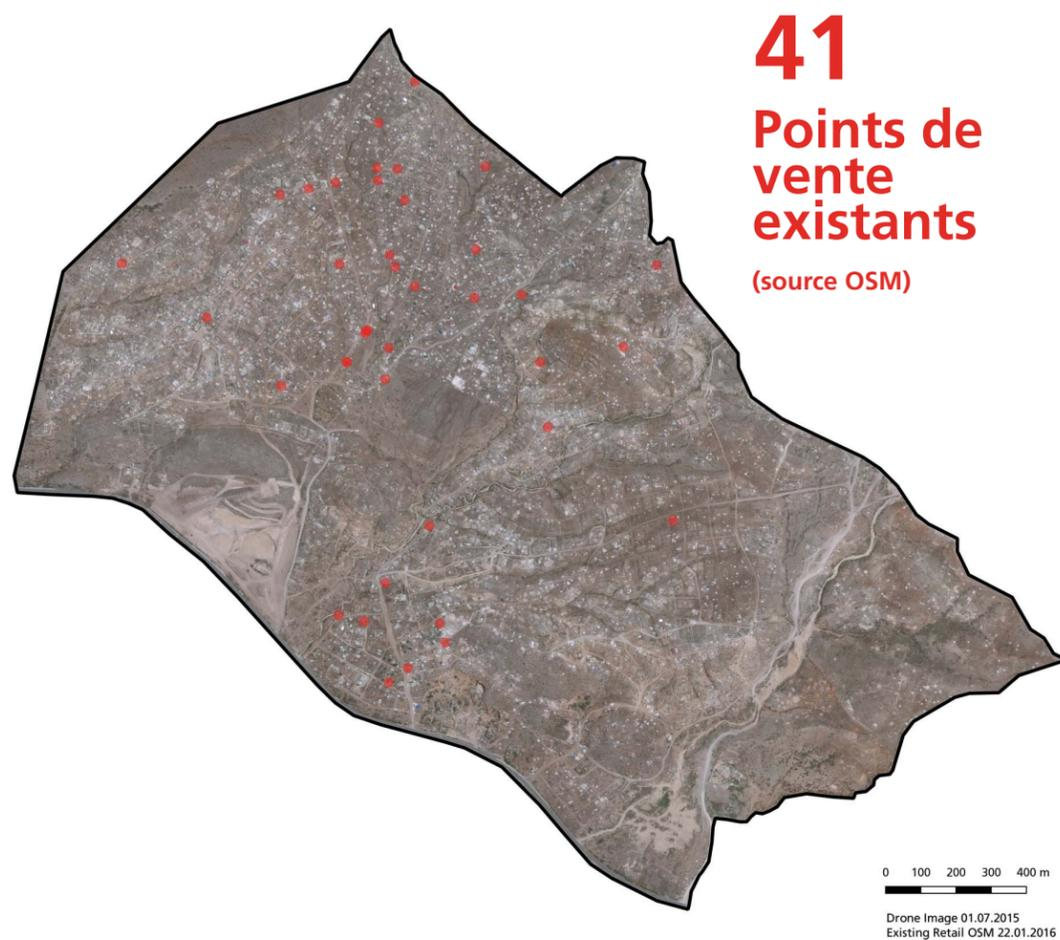 41
Points de
vente
existants
(source OSM)
0 100 200 300 400 m
Drone Image 01.07.2015
Existing Retail OSM 22.01.2016